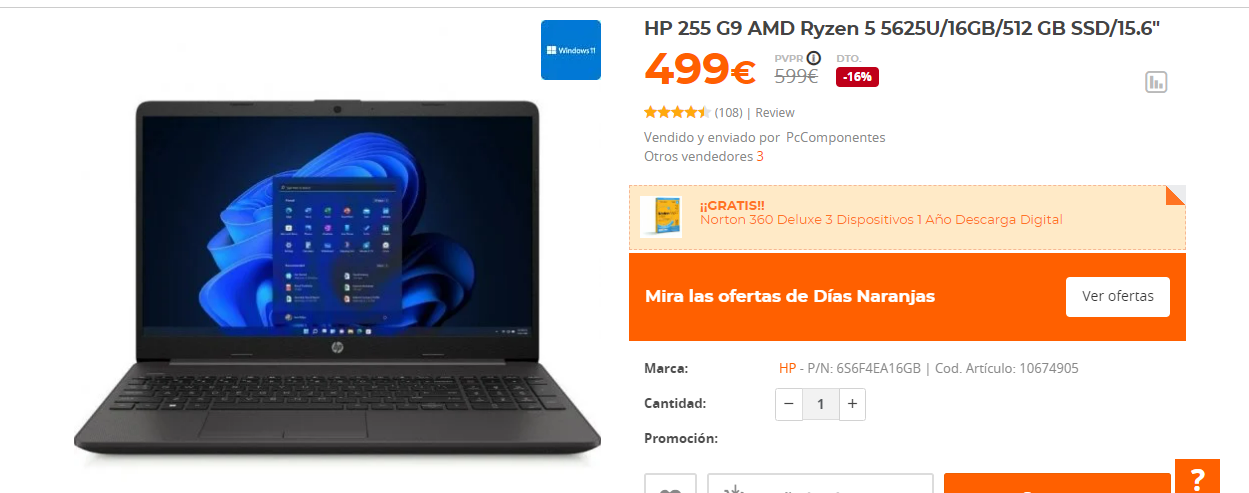 Windows 11
hp
HP 255 G9 AMD Ryzen 5 5625U/16GB/512 GB SSD/15.6"
499€
PVPR
599€
DTO.
-16%
(108) | Review
Vendido y enviado por PcComponentes
Otros vendedores 3
¡¡GRATIS!!
Norton 360 Deluxe 3 Dispositivos 1 Año Descarga Digital
Mira las ofertas de Días Naranjas
Ver ofertas
Marca: HP - P/N: 6S6F4EA16GB | Cod. Artículo: 10674905
Cantidad: − 1 +
Promoción:
?